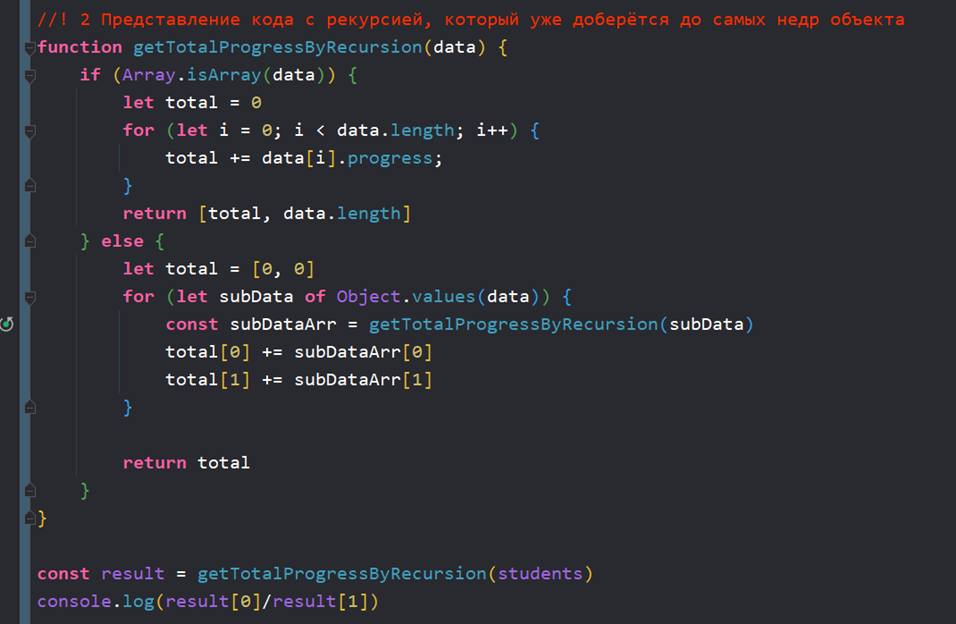 //! 2 Представление кода с рекурсией, который уже доберётся до самых недр объекта
function getTotalProgressByRecursion(data) {
    if (Array.isArray(data)) {
        let total = 0
        for (let i = 0; i < data.length; i++) {
            total += data[i].progress;
        }
        return [total, data.length]
    } else {
        let total = [0, 0]
        for (let subData of Object.values(data)) {
            const subDataArr = getTotalProgressByRecursion(subData)
            total[0] += subDataArr[0]
            total[1] += subDataArr[1]
        }

        return total
    }
}

const result = getTotalProgressByRecursion(students)
console.log(result[0]/result[1])